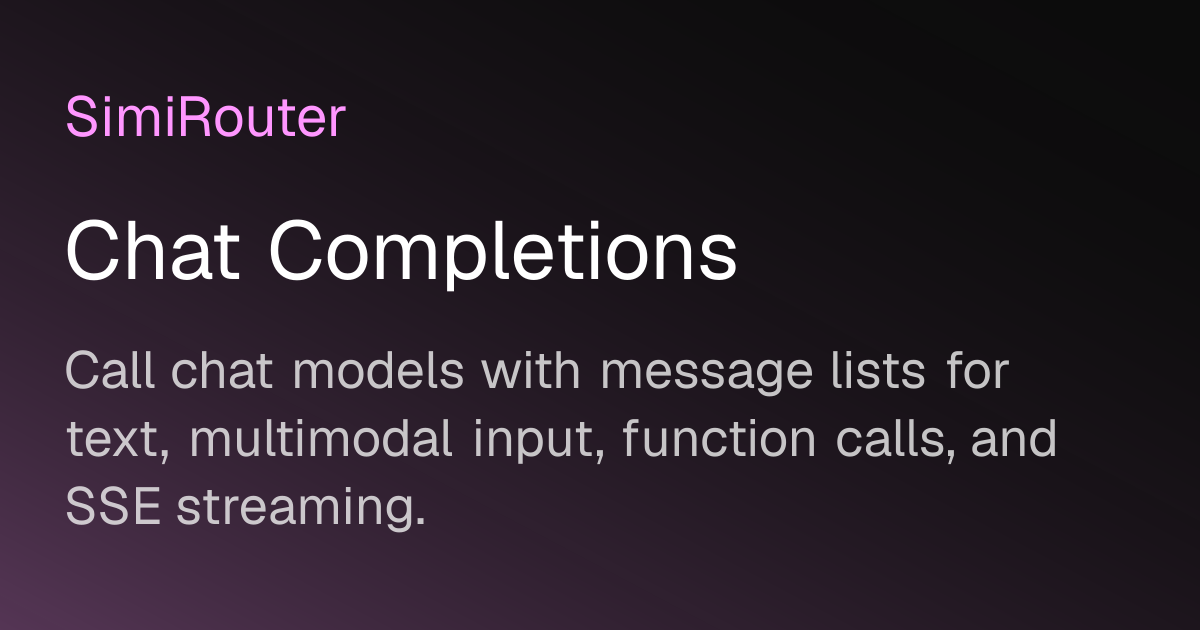 SimiRouter
Chat Completions
Call chat models with message lists for
text, multimodal input, function calls, and
SSE streaming.